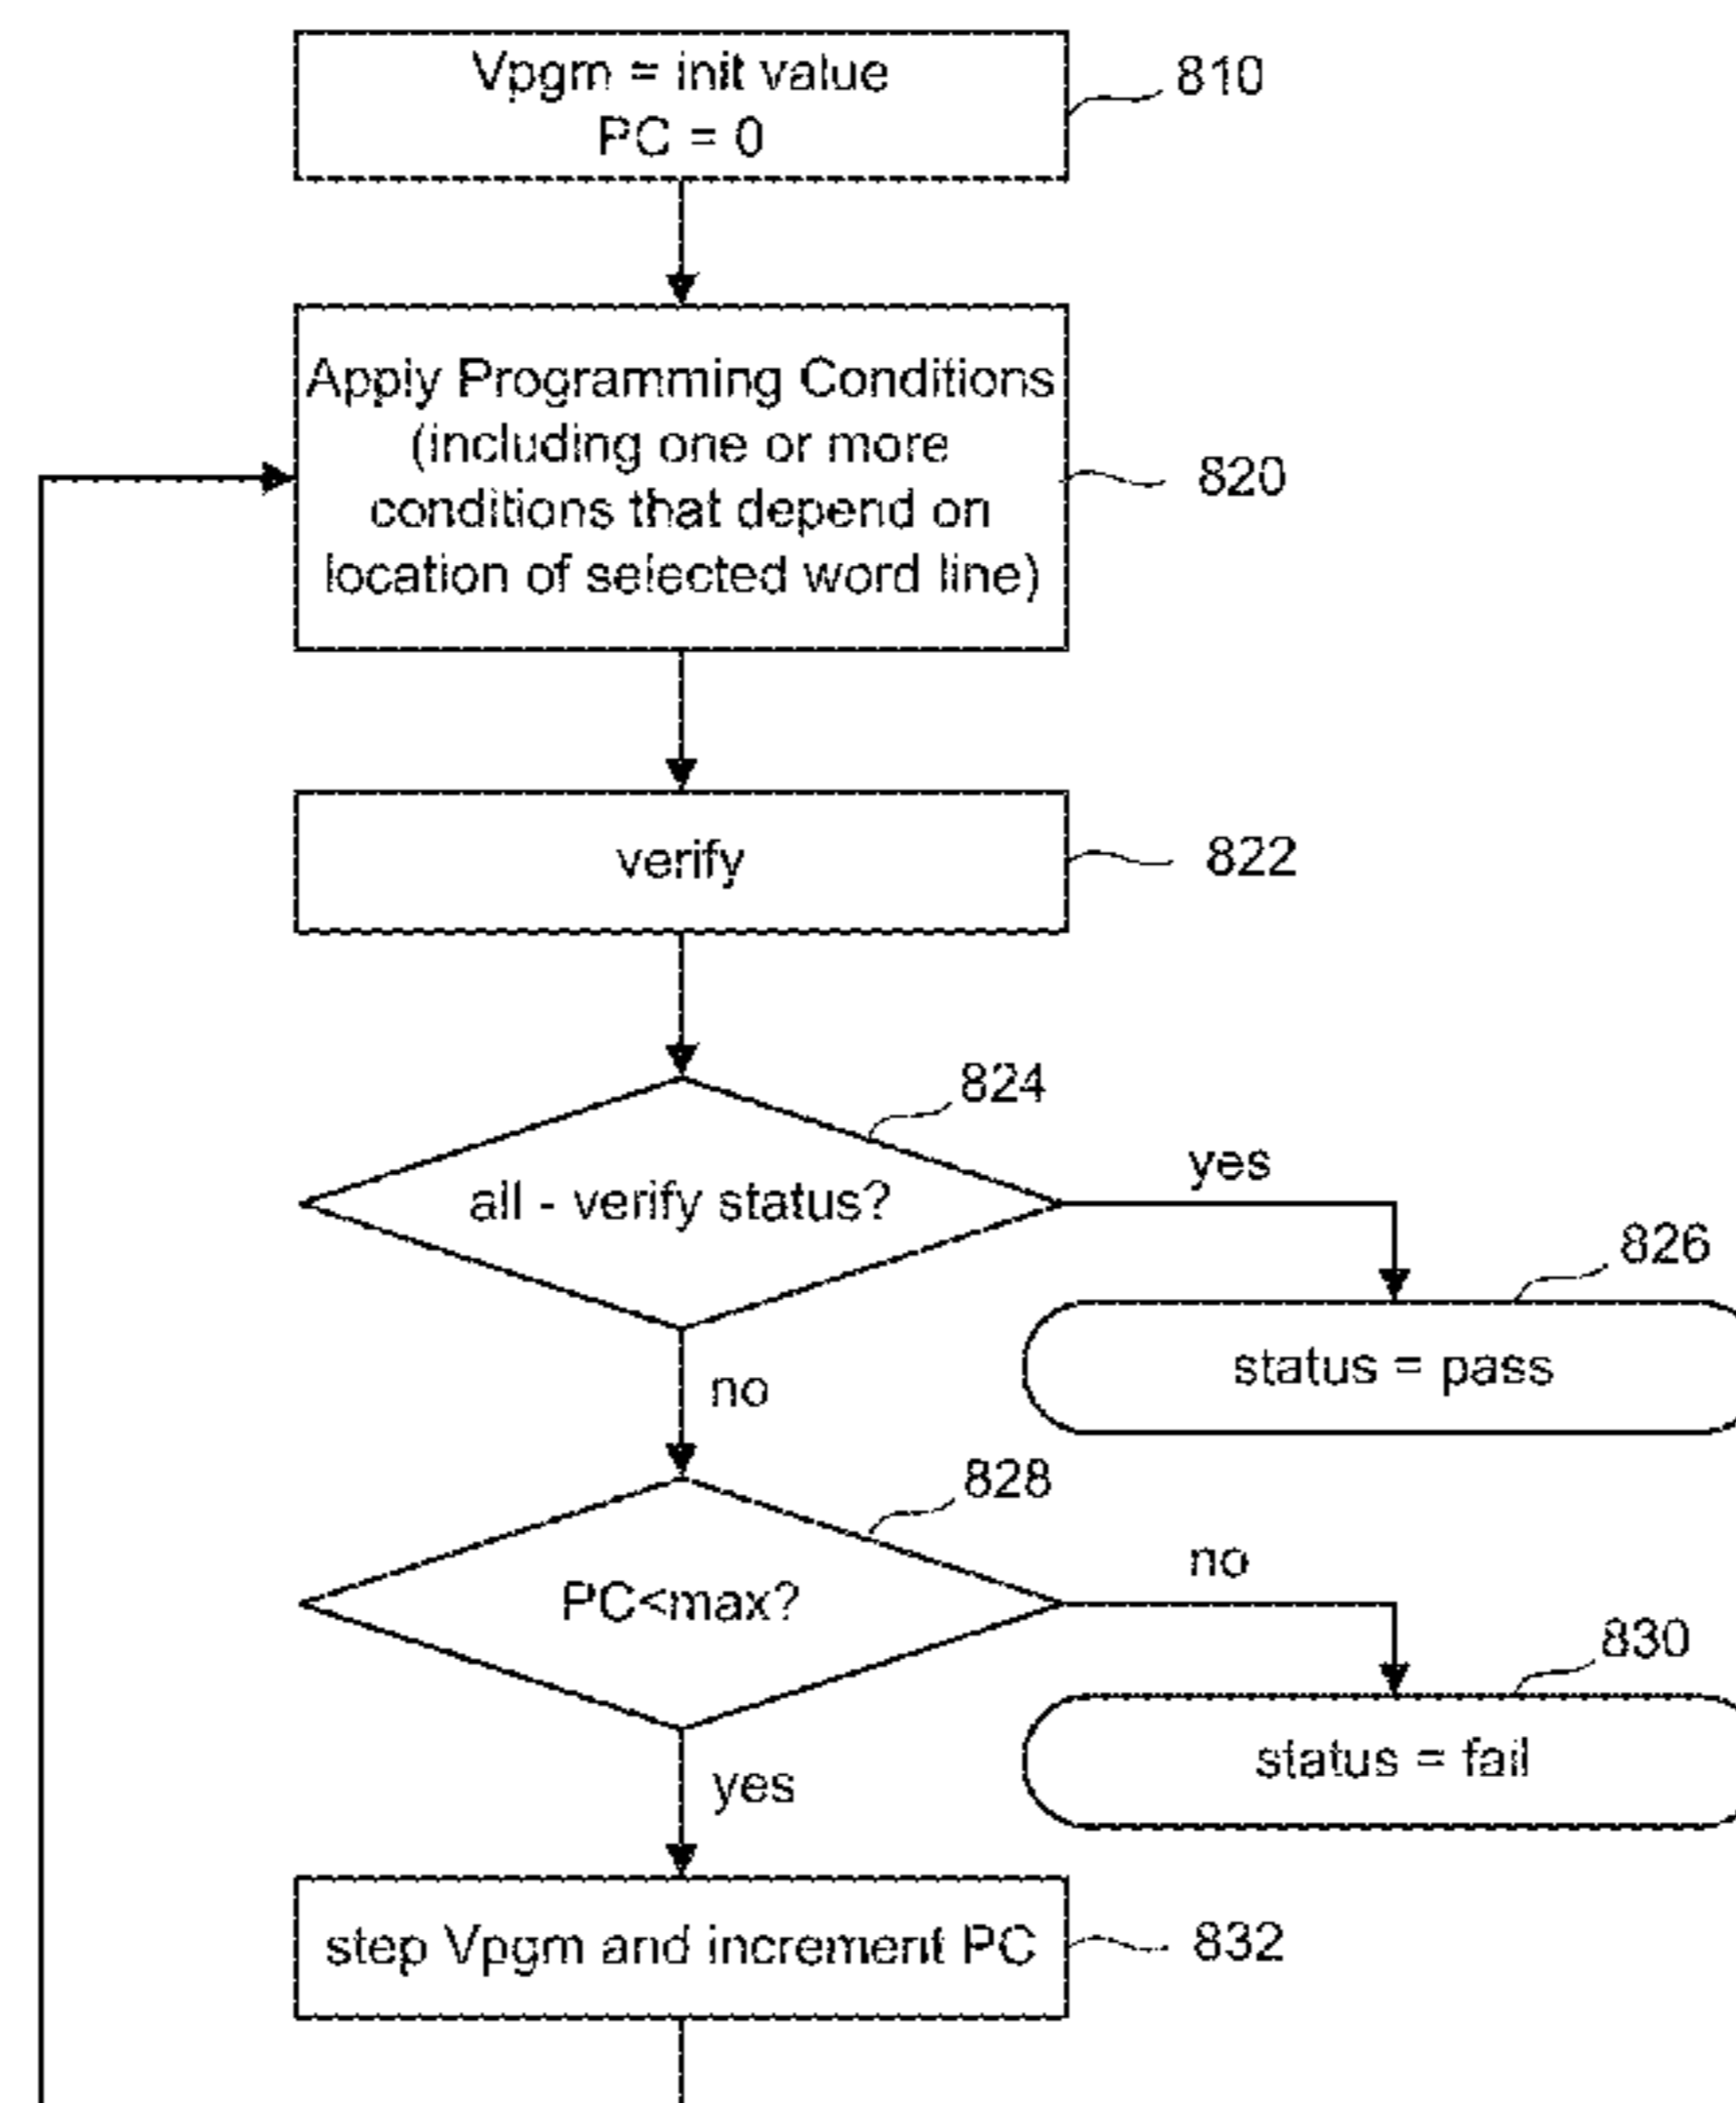 Vpgm = init value
PC = 0
810
Apply Programming Conditions
(including one or more
conditions that depend on
location of selected word line)
820
verify
822
824
all - verify status?
yes
826
status = pass
no
828
PC<max?
no
830
status = fail
yes
step Vpgm and increment PC
832